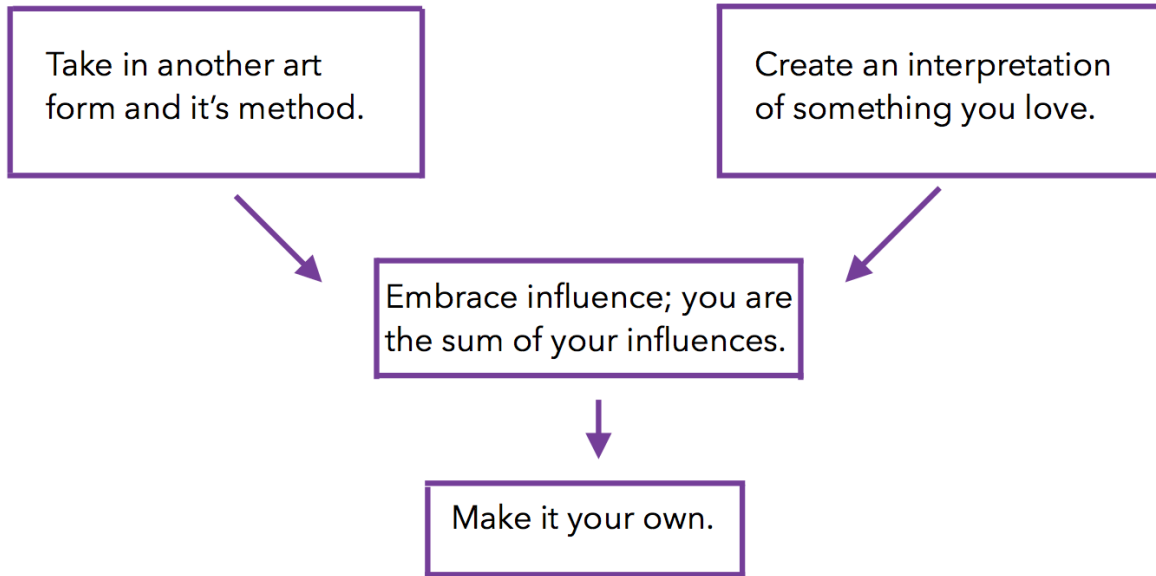 Take in another art
form and it’s method.
Create an interpretation
of something you love.
Embrace influence; you are
the sum of your influences.
Make it your own.